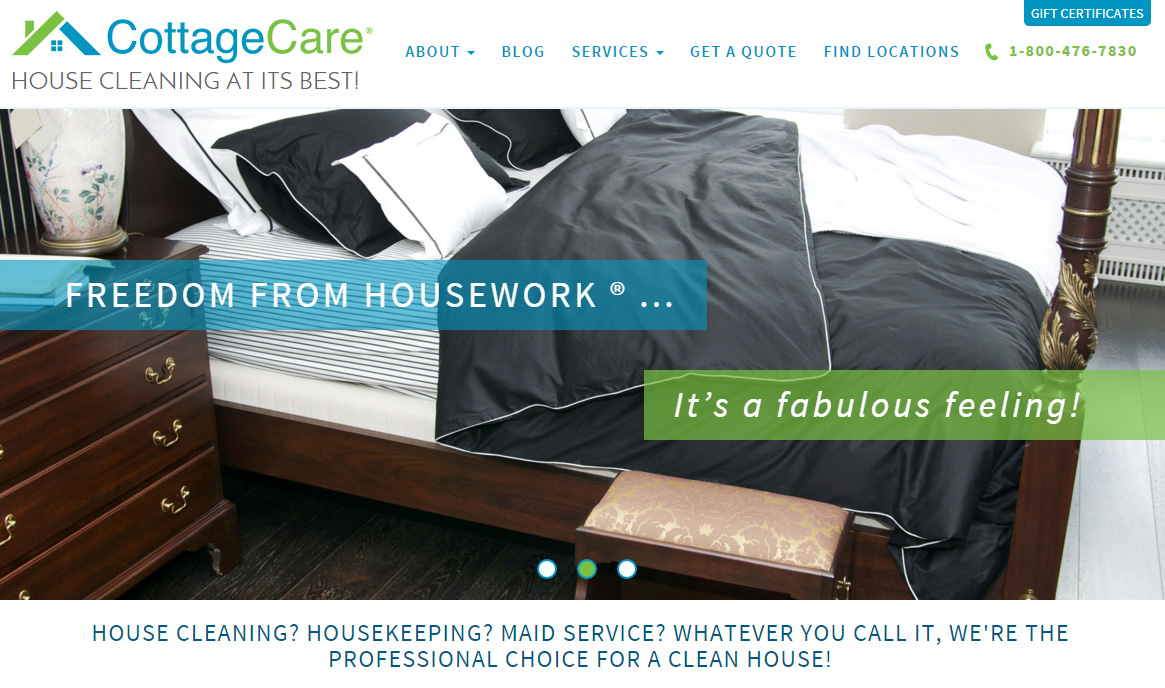 GIFT CERTIFICATES
CottageCare®
HOUSE CLEANING AT ITS BEST!
ABOUT BLOG SERVICES GET A QUOTE FIND LOCATIONS 1-800-476-7830
FREEDOM FROM HOUSEWORK ® ...
It’s a fabulous feeling!
HOUSE CLEANING? HOUSEKEEPING? MAID SERVICE? WHATEVER YOU CALL IT, WE'RE THE
PROFESSIONAL CHOICE FOR A CLEAN HOUSE!